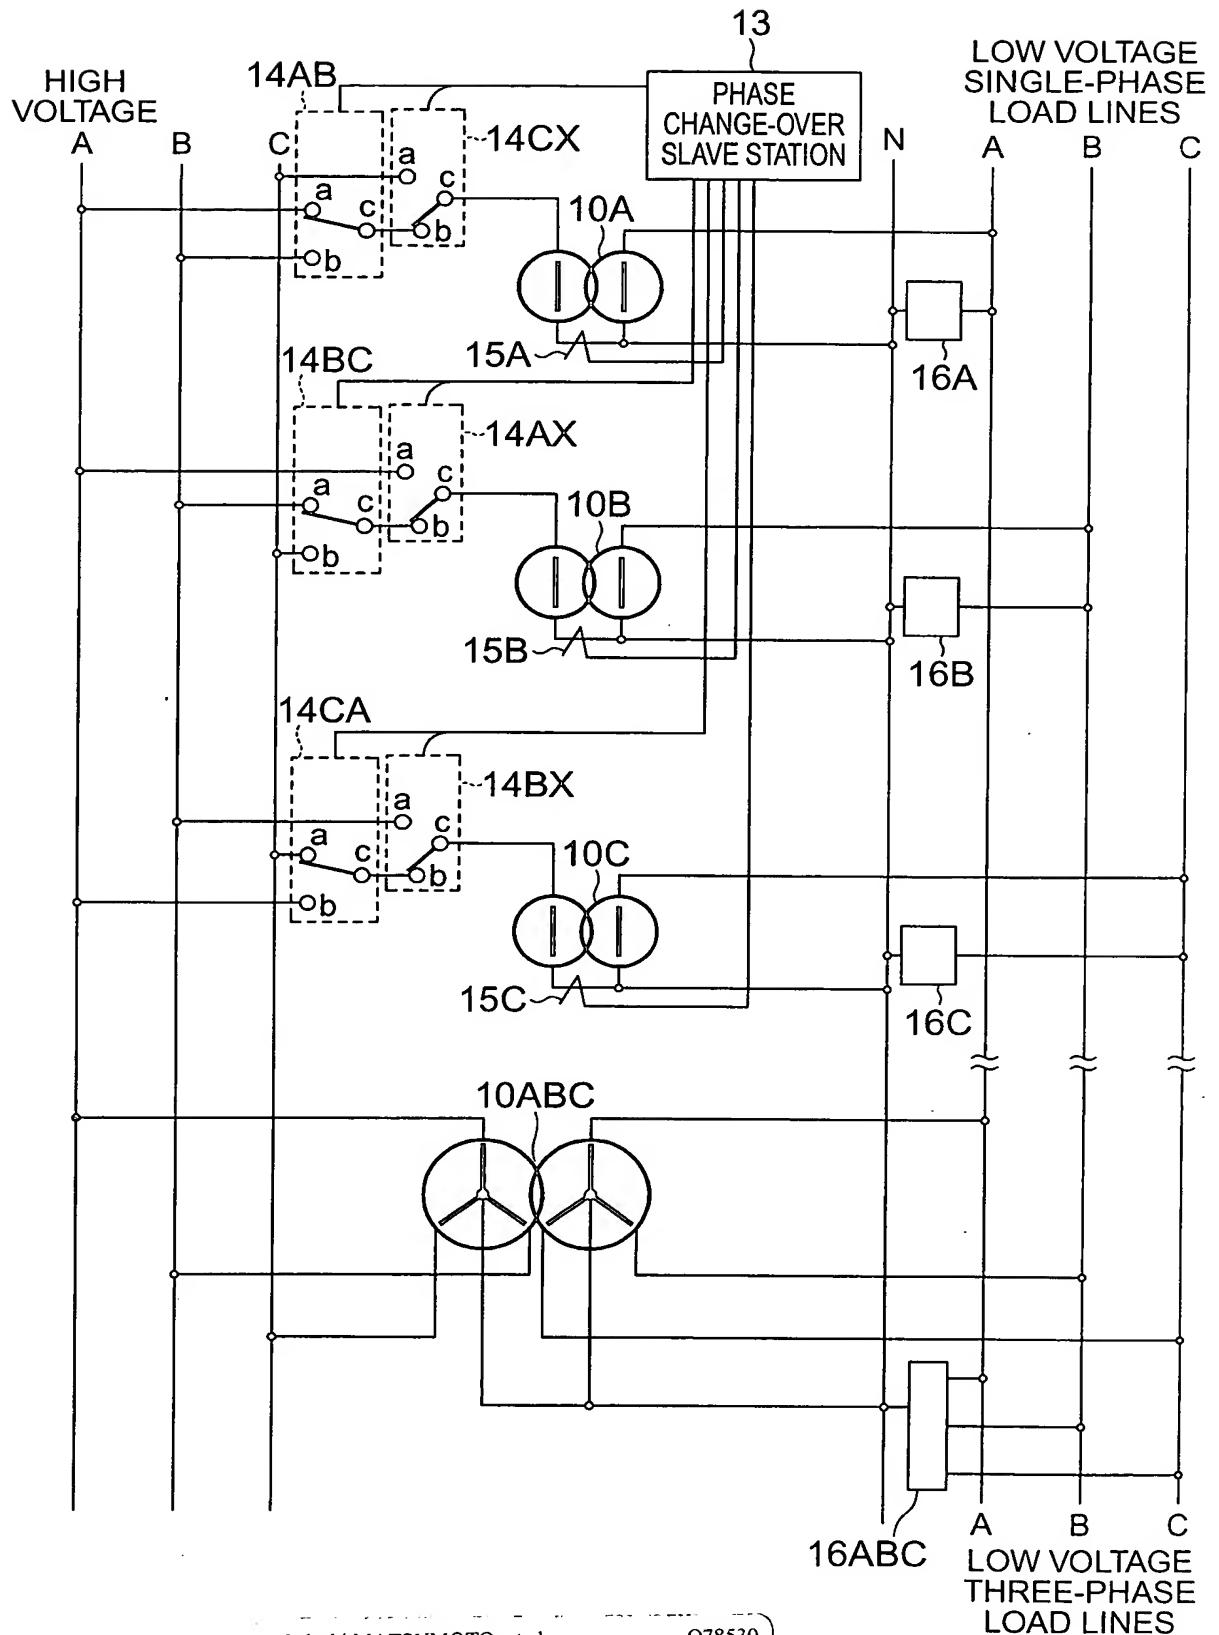 13
HIGH
VOLTAGE
A B C
14AB
14CX
PHASE
CHANGE-OVER
SLAVE STATION
LOW VOLTAGE
SINGLE-PHASE
LOAD LINES
N A B C
a
c
b
a
c
b
10A
15A
16A
14BC
14AX
a
c
b
a
c
b
10B
15B
16B
14CA
14BX
a
c
b
a
c
b
10C
15C
16C
10ABC
16ABC
A B C
LOW VOLTAGE
THREE-PHASE
LOAD LINES
Q78530